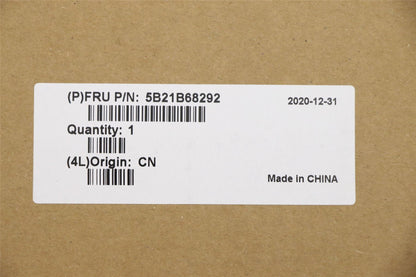 (P)FRU P/N: 5B21B68292
2020-12-31
Quantity: 1
(4L)Origin: CN
Made in CHINA